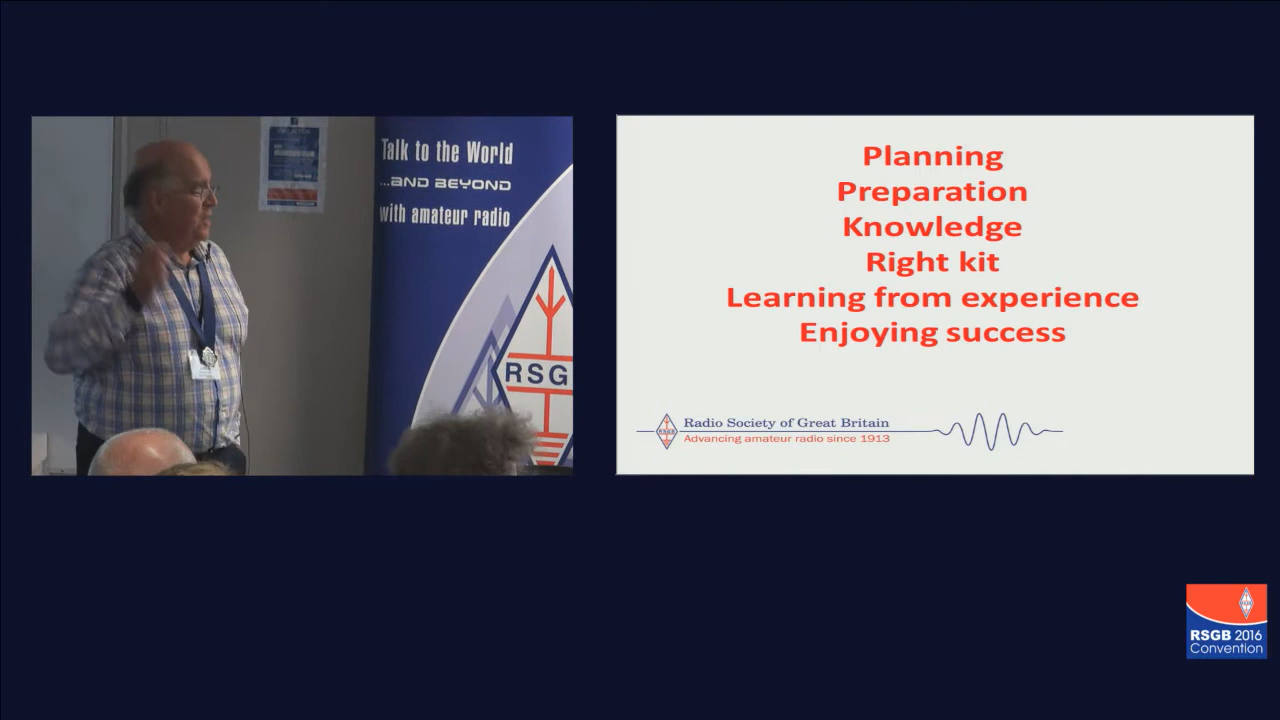 Talk to the World
...AND BEYOND
with amateur radio
RSG
Planning
Preparation
Knowledge
Right kit
Learning from experience
Enjoying success
RSGB
Radio Society of Great Britain
Advancing amateur radio since 1913
RSGB 2016
Convention